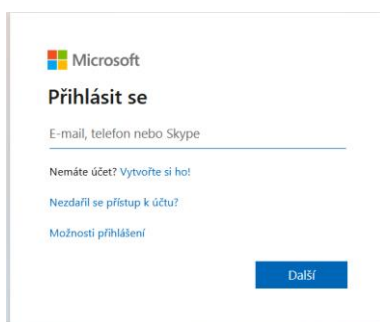 Microsoft
Přihlásit se
E-mail, telefon nebo Skype
Nemáte účet? Vytvořte si ho!
Nezdařil se přístup k účtu?
Možnosti přihlášení
Další